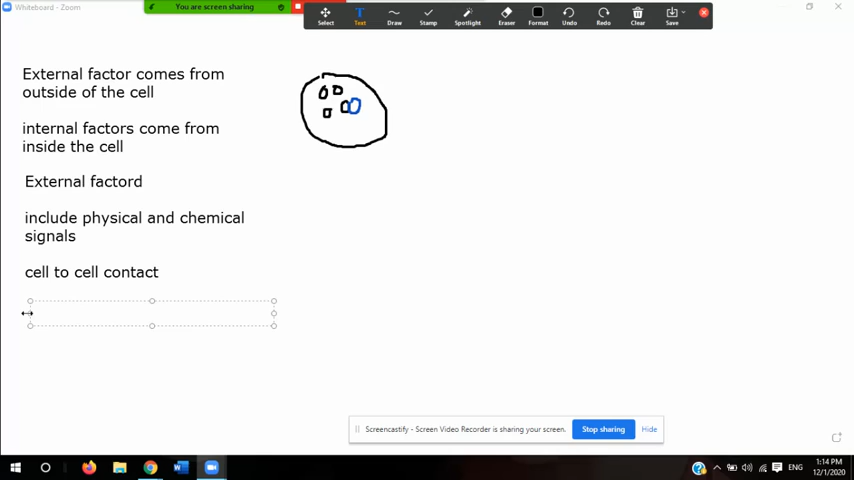 Whiteboard - Zoom
You are screen sharing
Select
Text
Draw
Stamp
Spotlight
Eraser
Format
Undo
Redo
Clear
Save
External factor comes from
outside of the cell
internal factors come from
inside the cell
External factord
include physical and chemical
signals
cell to cell contact
Screencastify - Screen Video Recorder is sharing your screen.
Stop sharing
Hide
ENG
1:14 PM
12/1/2020